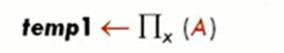 temp1 ← ∏x (A)